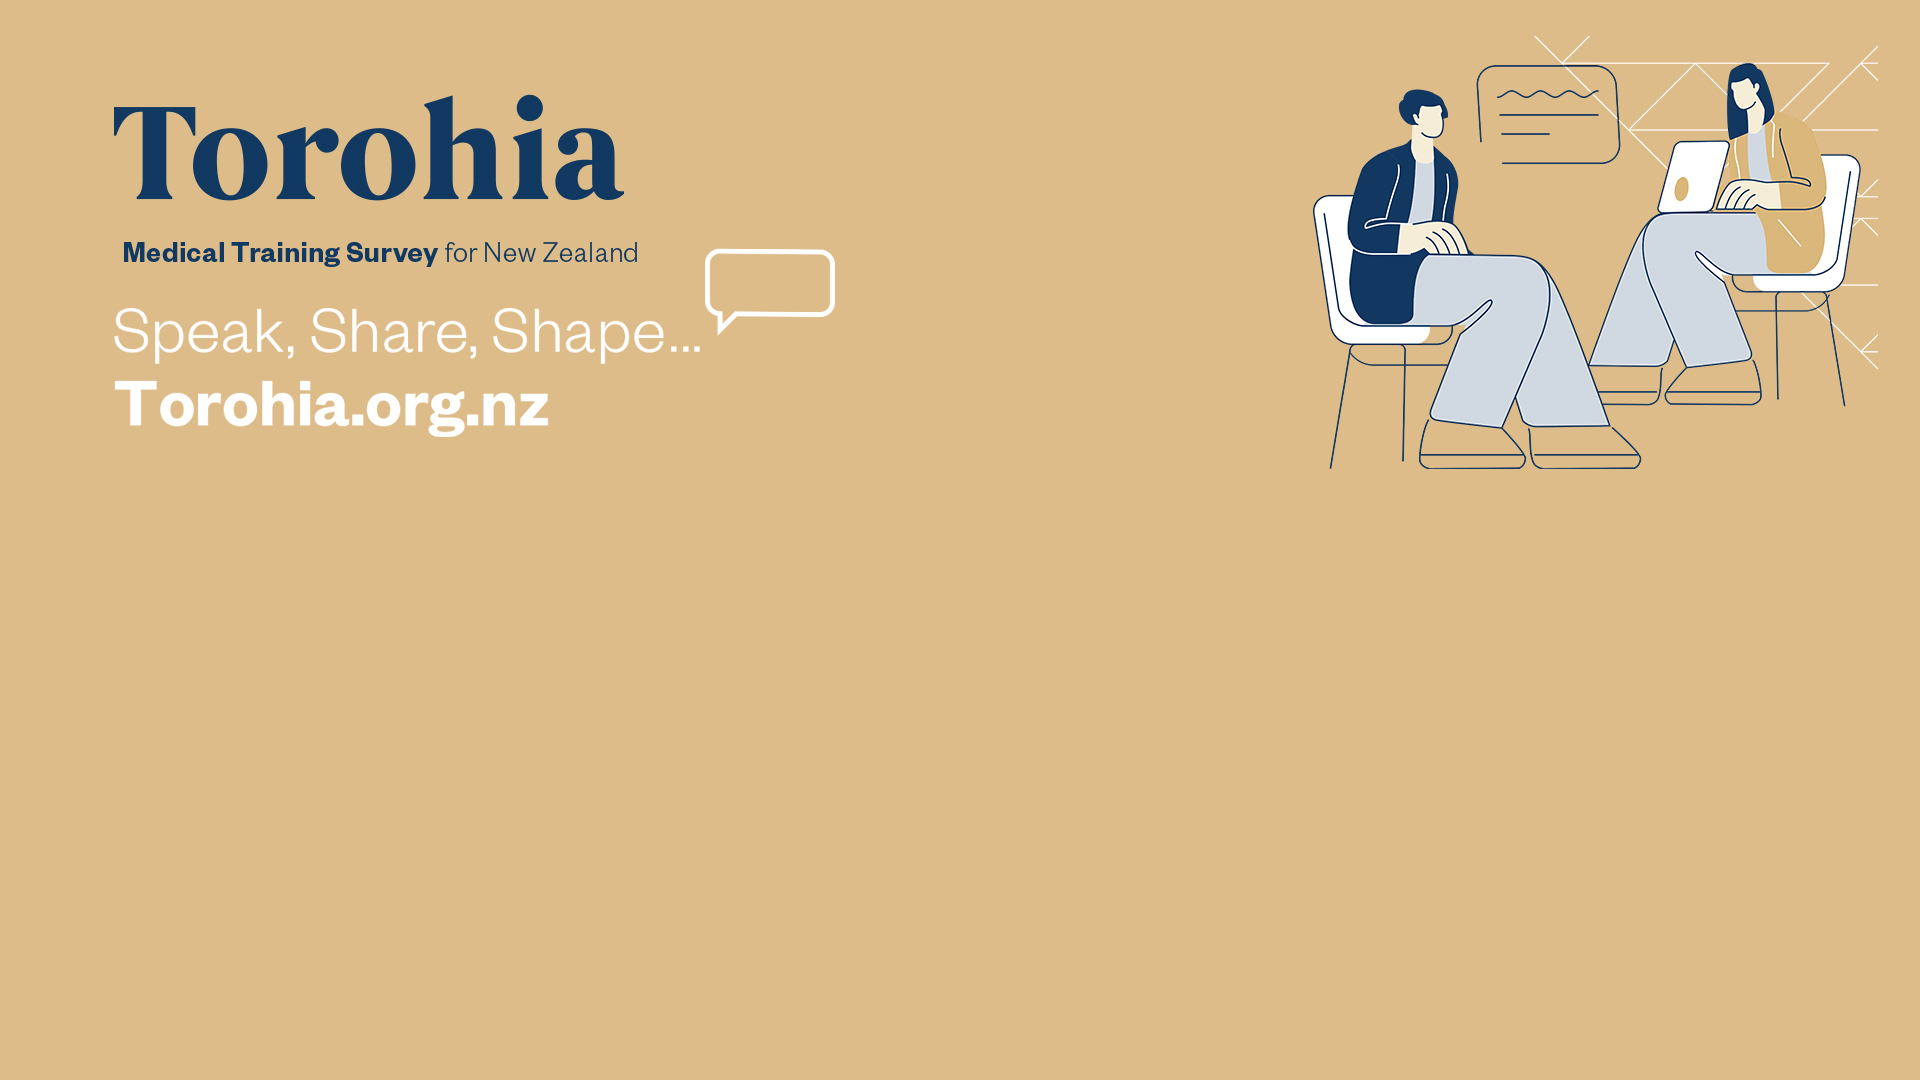 Torohia
Medical Training Survey for New Zealand
Speak, Share, Shape...
Torohia.org.nz